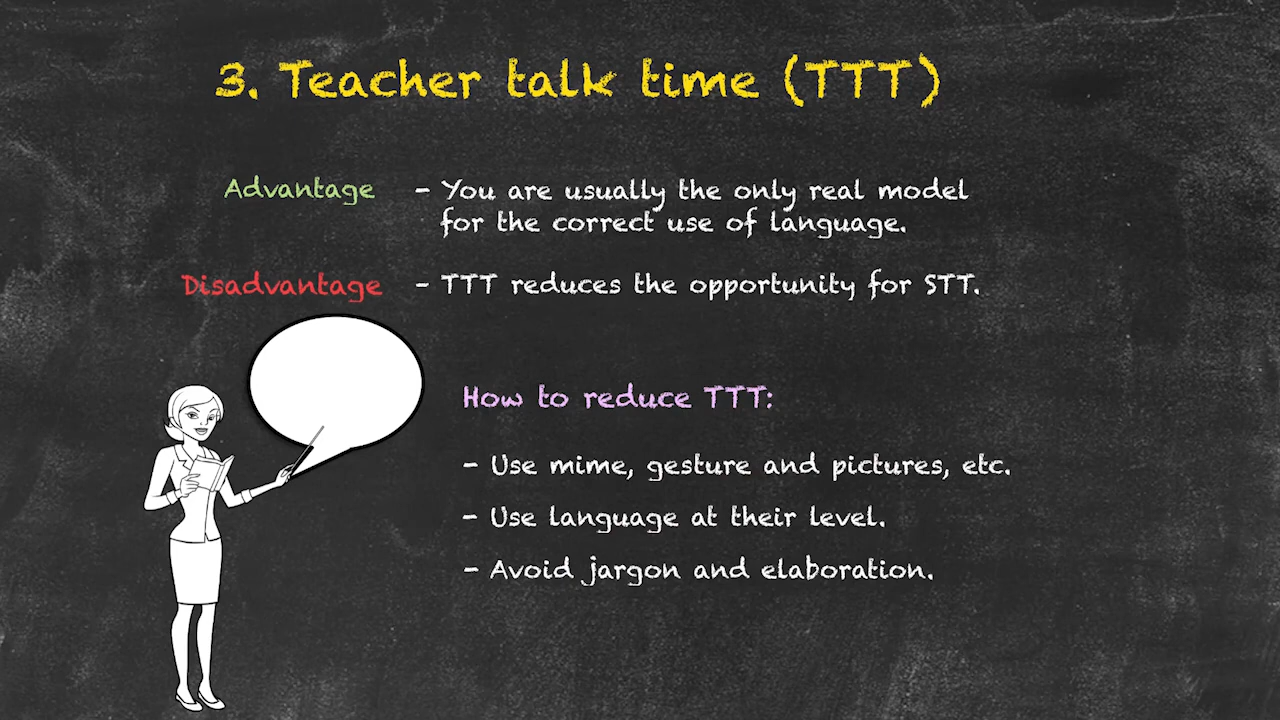 3. Teacher talk time (TTT)
Advantage - You are usually the only real model
for the correct use of language.
Disadvantage - TTT reduces the opportunity for STT.
How to reduce TTT:
- Use mime, gesture and pictures, etc.
- Use language at their level.
- Avoid jargon and elaboration.